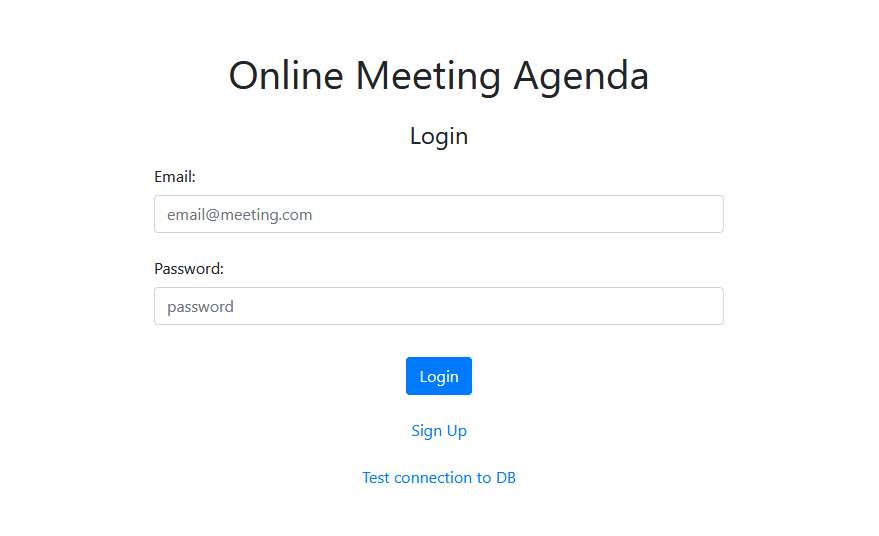 Online Meeting Agenda
Login
Email:
email@meeting.com
Password:
password
Login
Sign Up
Test connection to DB